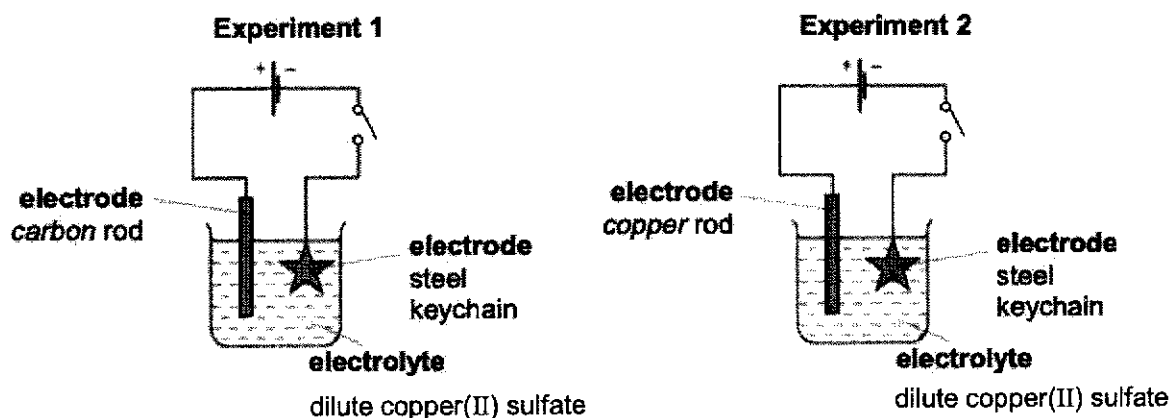 Experiment 1
+ −
electrode
carbon rod
electrode
steel
keychain
electrolyte
dilute copper(II) sulfate
Experiment 2
+ −
electrode
copper rod
electrode
steel
keychain
electrolyte
dilute copper(II) sulfate